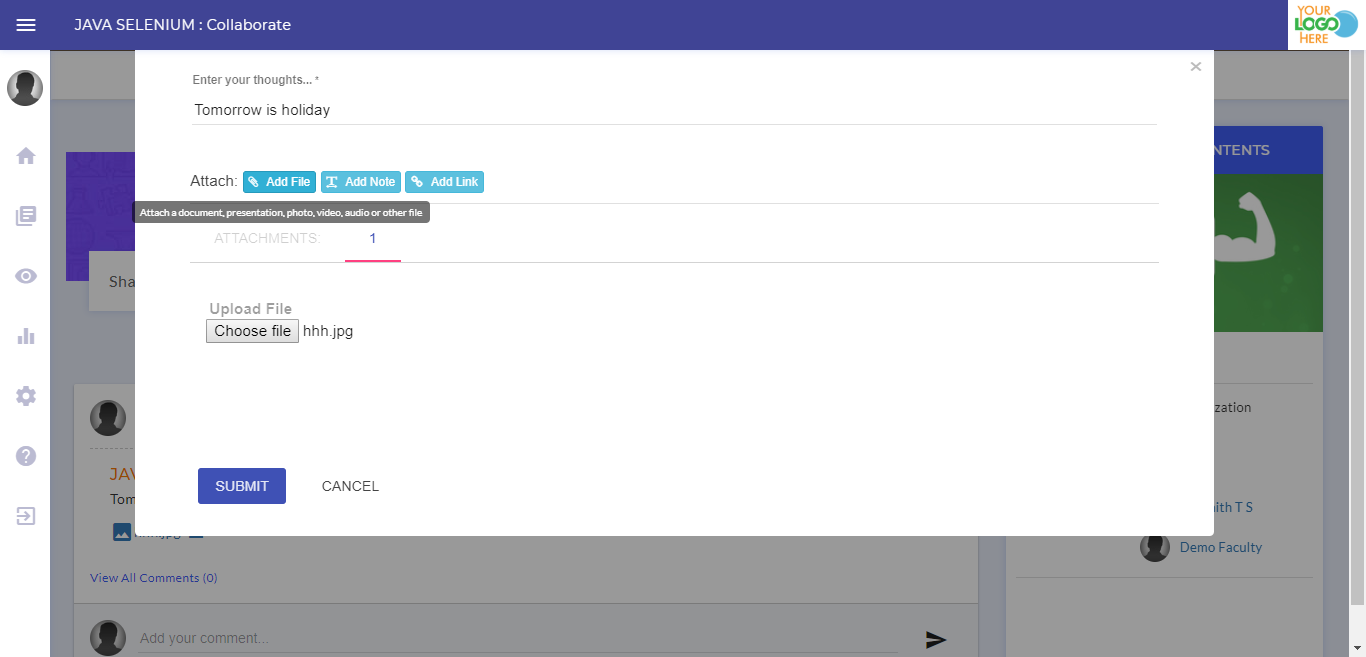 JAVA SELENIUM : Collaborate
YOUR
LOGO
HERE
×
Enter your thoughts... *
Tomorrow is holiday
Attach: Add File Add Note Add Link
Attach a document, presentation, photo, video, audio or other file
ATTACHMENTS: 1
Upload File
Choose file hhh.jpg
SUBMIT CANCEL
NTENTS
Sha
zation
JAV
Tom
ith T S
Demo Faculty
View All Comments (0)
Add your comment...